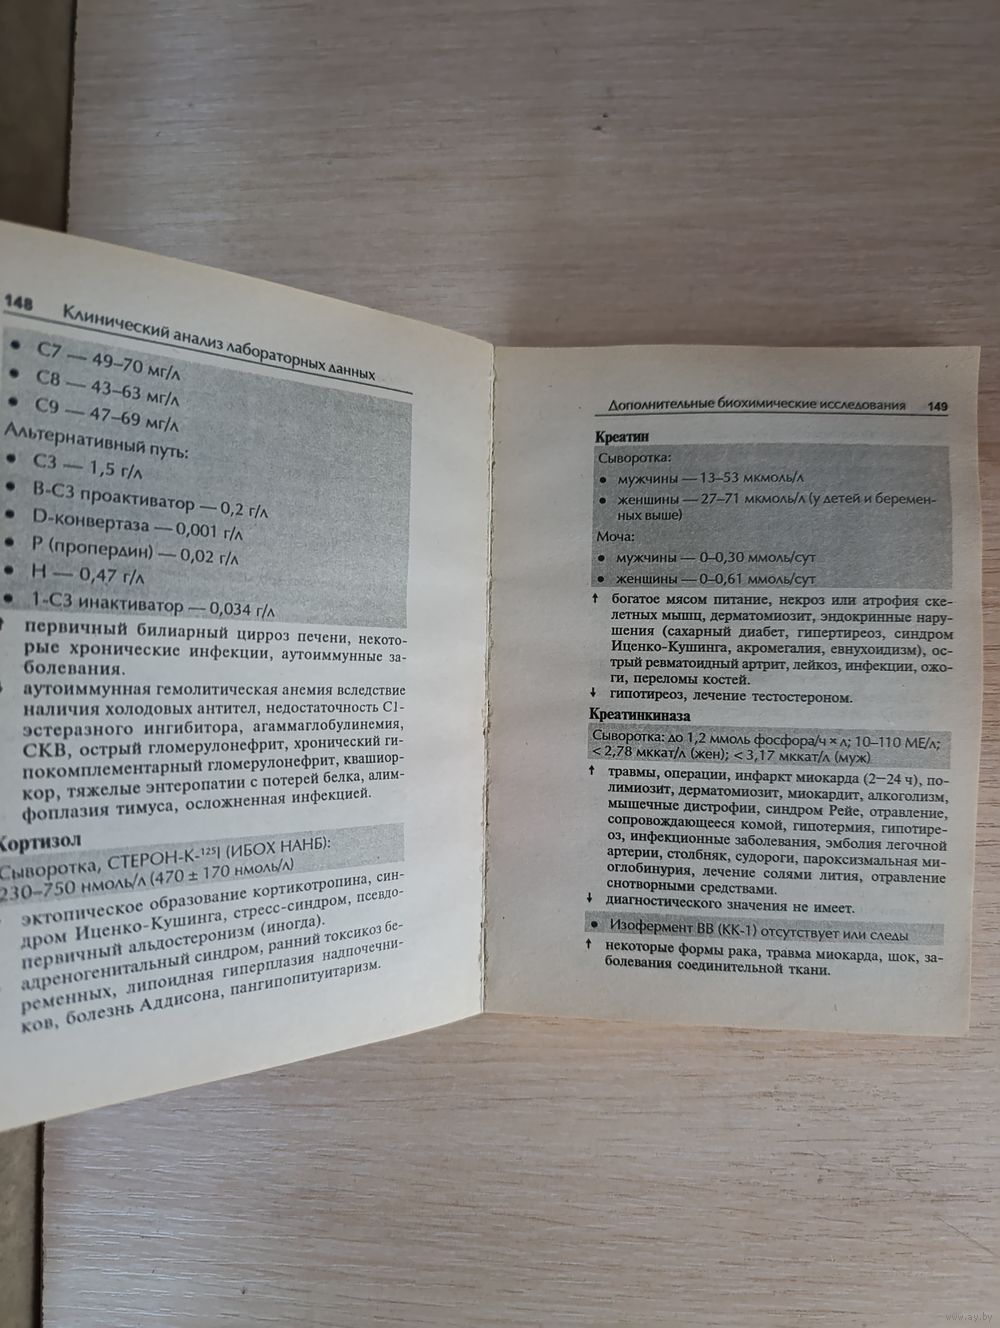 148 Клинический анализ лабораторных данных
• С7 — 49–70 мг/л
• С8 — 43–63 мг/л
• С9 — 47–69 мг/л
Альтернативный путь:
• С3 — 1,5 г/л
• В-С3 проактиватор — 0,2 г/л
• D-конвертаза — 0,001 г/л
• Р (пропердин) — 0,02 г/л
• Н — 0,47 г/л
• 1-С3 инактиватор — 0,034 г/л
↑ первичный билиарный цирроз печени, некото-
рые хронические инфекции, аутоиммунные за-
болевания.
↓ аутоиммунная гемолитическая анемия вследствие
наличия холодовых антител, недостаточность С1-
эстеразного ингибитора, агаммаглобулинемия,
СКВ, острый гломерулонефрит, хронический ги-
покомплементарный гломерулонефрит, квашиор-
кор, тяжелые энтеропатии с потерей белка, алим-
фоплазия тимуса, осложненная инфекцией.
Кортизол
Сыворотка, СТЕРОН-К-¹²⁵I (ИБОХ НАНБ):
230–750 нмоль/л (470 ± 170 нмоль/л)
эктопическое образование кортикотропина, син-
дром Иценко-Кушинга, стресс-синдром, псевдо-
первичный альдостеронизм (иногда).
адреногенитальный синдром, ранний токсикоз бе-
ременных, липоидная гиперплазия надпочечни-
ков, болезнь Аддисона, пангипопитуитаризм.
Дополнительные биохимические исследования 149
Креатин
Сыворотка:
• мужчины — 13–53 мкмоль/л
• женщины — 27–71 мкмоль/л (у детей и беремен-
ных выше)
Моча:
• мужчины — 0–0,30 ммоль/сут
• женщины — 0–0,61 ммоль/сут
↑ богатое мясом питание, некроз или атрофия ске-
летных мышц, дерматомиозит, эндокринные нару-
шения (сахарный диабет, гипертиреоз, синдром
Иценко-Кушинга, акромегалия, евнухоидизм), ос-
трый ревматоидный артрит, лейкоз, инфекции, ожо-
ги, переломы костей.
↓ гипотиреоз, лечение тестостероном.
Креатинкиназа
Сыворотка: до 1,2 ммоль фосфора/ч × л; 10–110 МЕ/л;
< 2,78 мккат/л (жен); < 3,17 мккат/л (муж)
↑ травмы, операции, инфаркт миокарда (2—24 ч), по-
лимиозит, дерматомиозит, миокардит, алкоголизм,
мышечные дистрофии, синдром Рейе, отравление,
сопровождающееся комой, гипотермия, гипотире-
оз, инфекционные заболевания, эмболия легочной
артерии, столбняк, судороги, пароксизмальная ми-
оглобинурия, лечение солями лития, отравление
снотворными средствами.
↓ диагностического значения не имеет.
• Изофермент ВВ (КК-1) отсутствует или следы
↑ некоторые формы рака, травма миокарда, шок, за-
болевания соединительной ткани.
www.ay.by